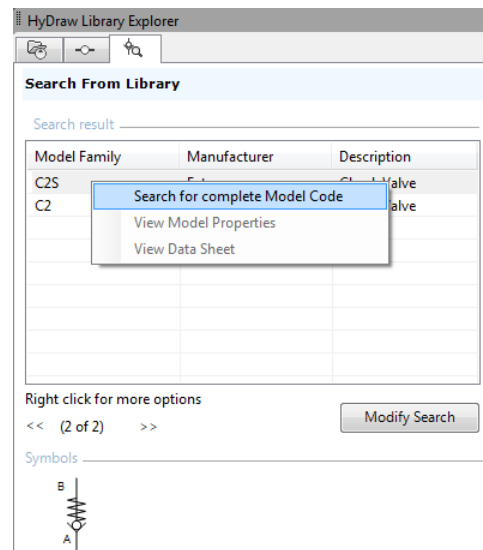 HyDraw Library Explorer
Search From Library
Search result
Model Family Manufacturer Description
C2S
Search for complete Model Code
C2 alve
View Model Properties
View Data Sheet
Right click for more options
<< (2 of 2) >>
Modify Search
Symbols
B
A